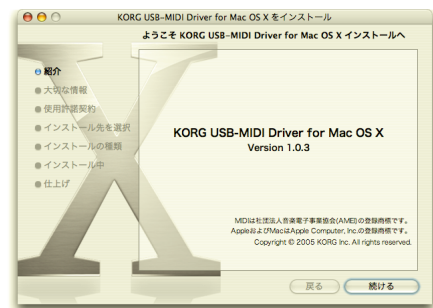 KORG USB-MIDI Driver for Mac OS X をインストール
ようこそ KORG USB-MIDI Driver for Mac OS X インストールへ
紹介
大切な情報
使用許諾契約
インストール先を選択
インストールの種類
インストール中
仕上げ
KORG USB-MIDI Driver for Mac OS X
Version 1.0.3
MIDIは社団法人音楽電子事業協会(AMEI)の登録商標です。
AppleおよびMacはApple Computer, Inc.の登録商標です。
Copyright © 2005 KORG Inc. All rights reserved.
戻る
続ける